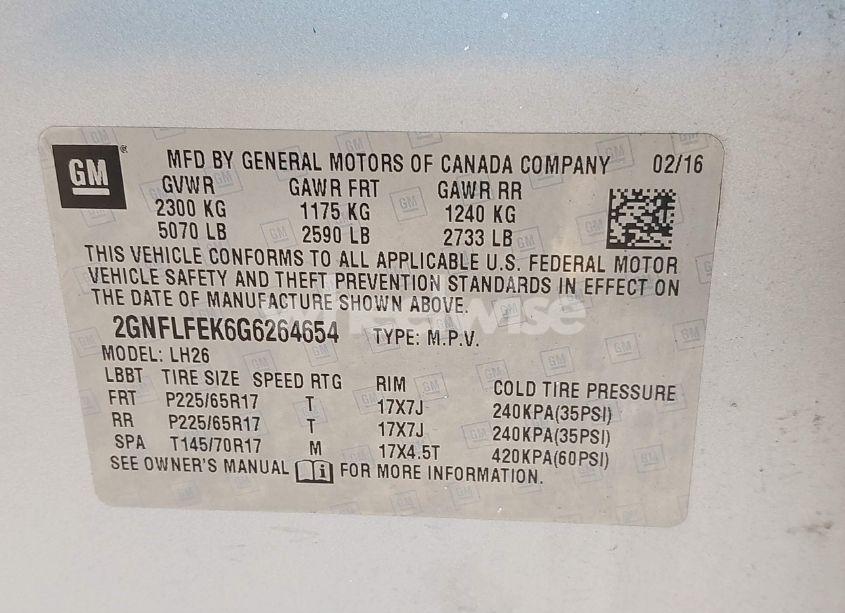 GM
MFD BY GENERAL MOTORS OF CANADA COMPANY 02/16
GVWR GAWR FRT GAWR RR
2300 KG 1175 KG 1240 KG
5070 LB 2590 LB 2733 LB
THIS VEHICLE CONFORMS TO ALL APPLICABLE U.S. FEDERAL MOTOR
VEHICLE SAFETY AND THEFT PREVENTION STANDARDS IN EFFECT ON
THE DATE OF MANUFACTURE SHOWN ABOVE.
2GNFLFEK6G6264654 TYPE: M.P.V.
MODEL: LH26
LBBT TIRE SIZE SPEED RTG RIM COLD TIRE PRESSURE
FRT P225/65R17 T 17X7J 240KPA(35PSI)
RR P225/65R17 T 17X7J 240KPA(35PSI)
SPA T145/70R17 M 17X4.5T 420KPA(60PSI)
SEE OWNER'S MANUAL FOR MORE INFORMATION.